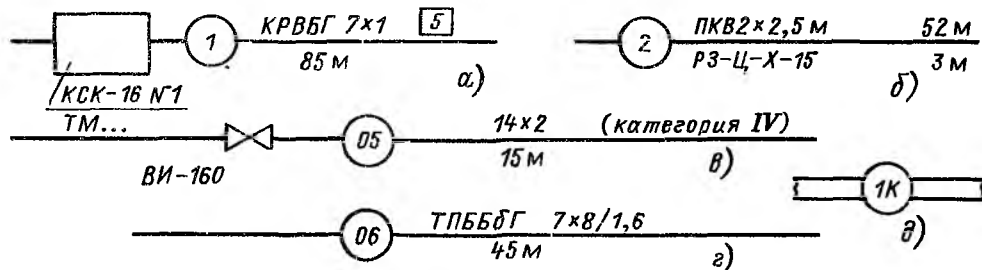 1 КРВБГ 7×1 5
85 м
а)
КСК-16 №1
ТМ...
2 ПКВ2×2,5 м 52 м
РЗ-Ц-Х-15 3 м
б)
ВИ-160
05 14×2 (категория IV)
15 м
в)
1К
д)
06 ТПББбГ 7×8/1,6
45 м
г)